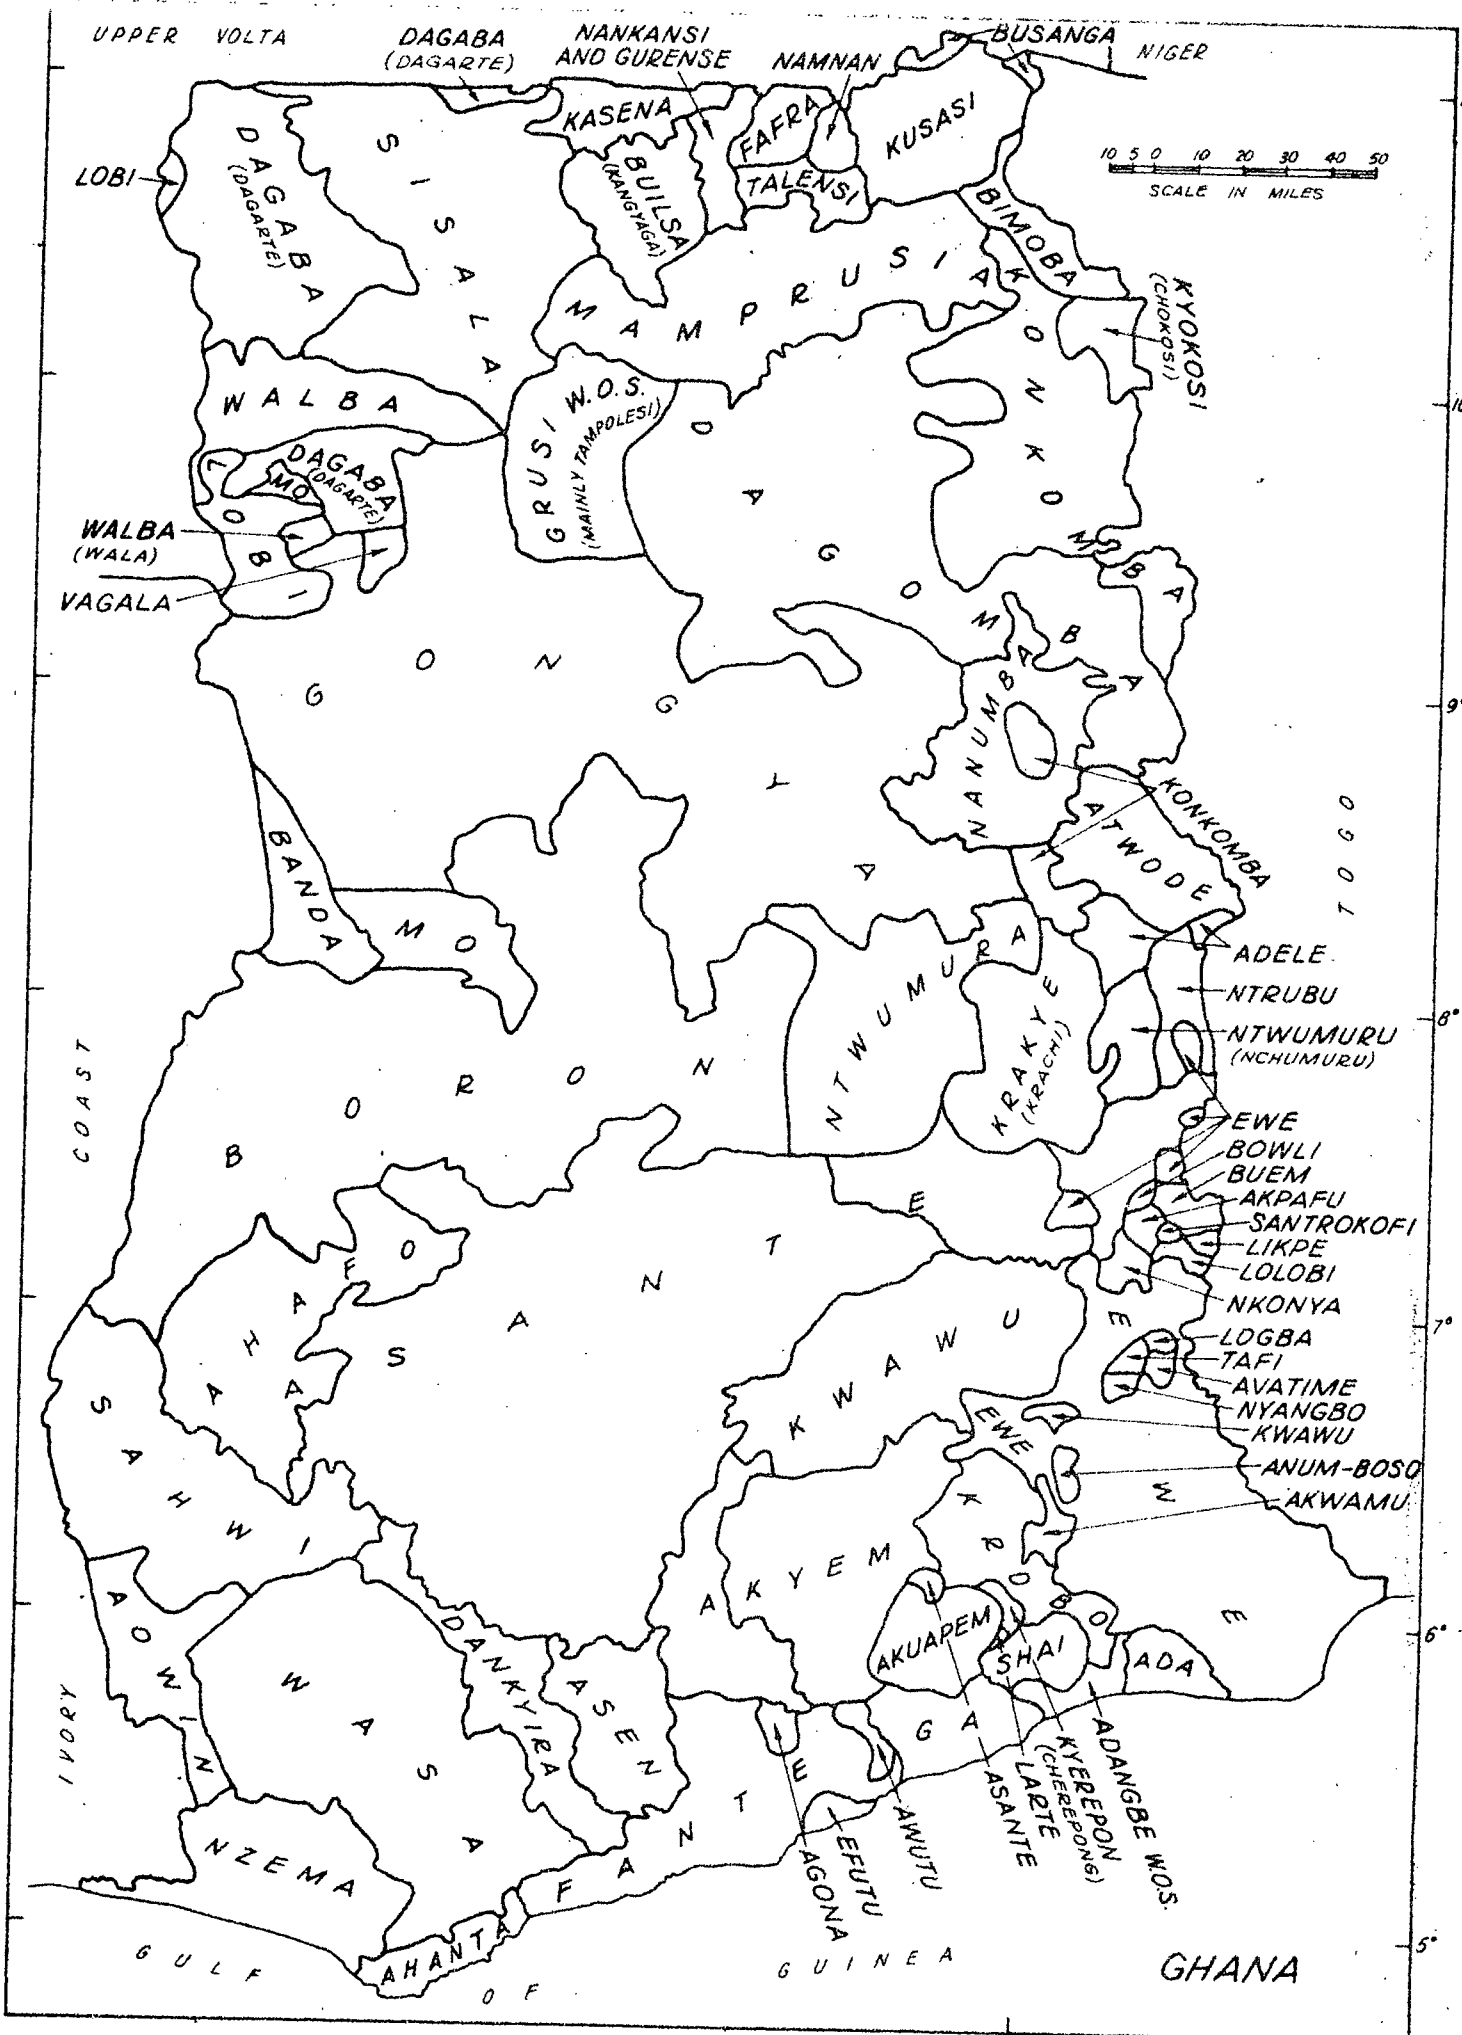 UPPER VOLTA
DAGABA
(DAGARTE)
NANKANSI
AND GURENSE
NAMNAN
BUSANGA
NIGER
KASENA
FAFRA
KUSASI
10 5 0 10 20 30 40 50
SCALE IN MILES
LOBI
DAGABA
(DAGARTE)
SISALA
BUILSA
(KANGYAGA)
TALENSI
BIMOBA
MAMPRUSI
KYOKOSI
(CHOKOSI)
KONKOMBA
WALBA
GRUSI W.O.S.
(MAINLY TAMPOLESI)
DAGOMBA
10
LOBI
MO
DAGABA
(DAGARTE)
WALBA
(WALA)
VAGALA
GONGYA
NANUMBA
9°
KONKOMBA
ATWODE
TOGO
BANDA
MO
NTWUMURA
KRAKYE
(KRACHI)
ADELE
NTRUBU
NTWUMURU
(NCHUMURU)
8°
COAST
BORON
EWE
BOWLI
BUEM
AKPAFU
SANTROKOFI
LIKPE
LOLOBI
NKONYA
7°
LOGBA
TAFI
AVATIME
NYANGBO
KWAWU
ANUM-BOSO
AKWAMU
AHAFO
ASANTE
KWAWU
EWE
EWE
SAHWI
AKYEM
KROBO
AKUAPEM
SHAI
ADA
6°
AOWIN
WASA
DANKYIRA
ASEN
GA
IVORY
NZEMA
AHANTA
FANTE
AGONA
EFUTU
AWUTU
ASANTE
LARTE
KYEREPON
(CHEREPONG)
ADANGBE W.O.S.
5°
GULF OF GUINEA
GHANA